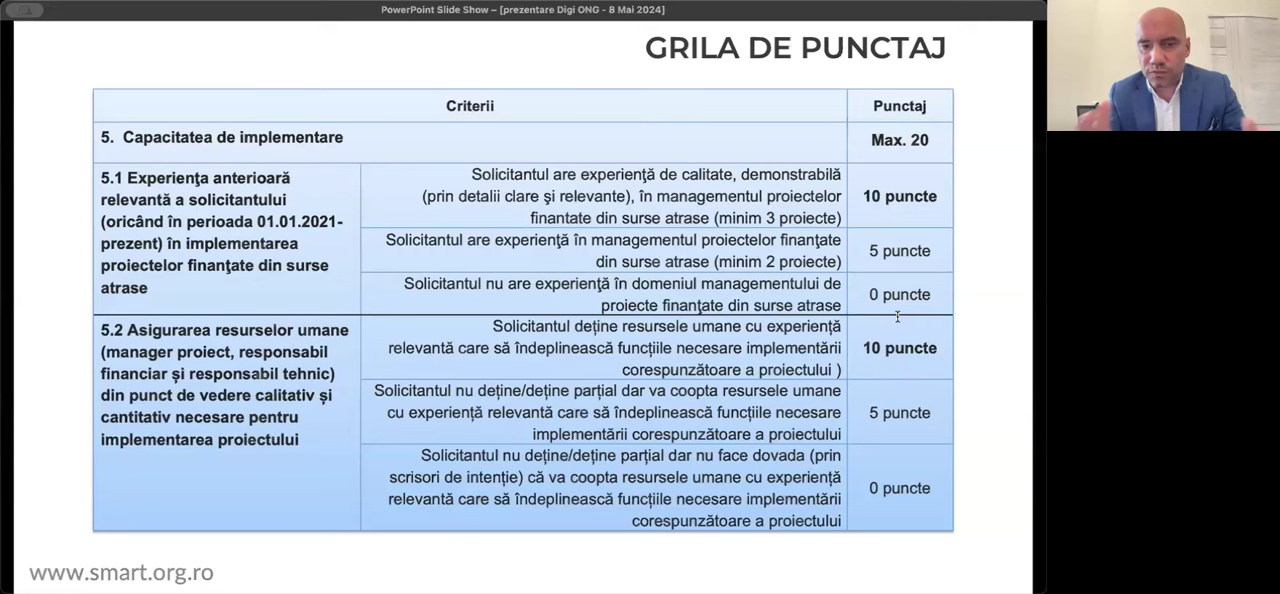 PowerPoint Slide Show – [prezentare Digi ONG - 8 Mai 2024]
GRILA DE PUNCTAJ
Criterii
Punctaj
5. Capacitatea de implementare
Max. 20
5.1 Experienţa anterioară
relevantă a solicitantului
(oricând în perioada 01.01.2021-
prezent) în implementarea
proiectelor finanţate din surse
atrase
Solicitantul are experienţă de calitate, demonstrabilă
(prin detalii clare şi relevante), în managementul proiectelor
finantate din surse atrase (minim 3 proiecte)
10 puncte
Solicitantul are experienţă în managementul proiectelor finanţate
din surse atrase (minim 2 proiecte)
5 puncte
Solicitantul nu are experienţă în domeniul managementului de
proiecte finanţate din surse atrase
0 puncte
5.2 Asigurarea resurselor umane
(manager proiect, responsabil
financiar și responsabil tehnic)
din punct de vedere calitativ și
cantitativ necesare pentru
implementarea proiectului
Solicitantul deține resursele umane cu experiență
relevantă care să îndeplinească funcțiile necesare implementării
corespunzătoare a proiectului )
10 puncte
Solicitantul nu deține/deține parțial dar va coopta resursele umane
cu experiență relevantă care să îndeplinească funcțiile necesare
implementării corespunzătoare a proiectului
5 puncte
Solicitantul nu deține/deține parțial dar nu face dovada (prin
scrisori de intenție) că va coopta resursele umane cu experiență
relevantă care să îndeplinească funcțiile necesare implementării
corespunzătoare a proiectului
0 puncte
www.smart.org.ro